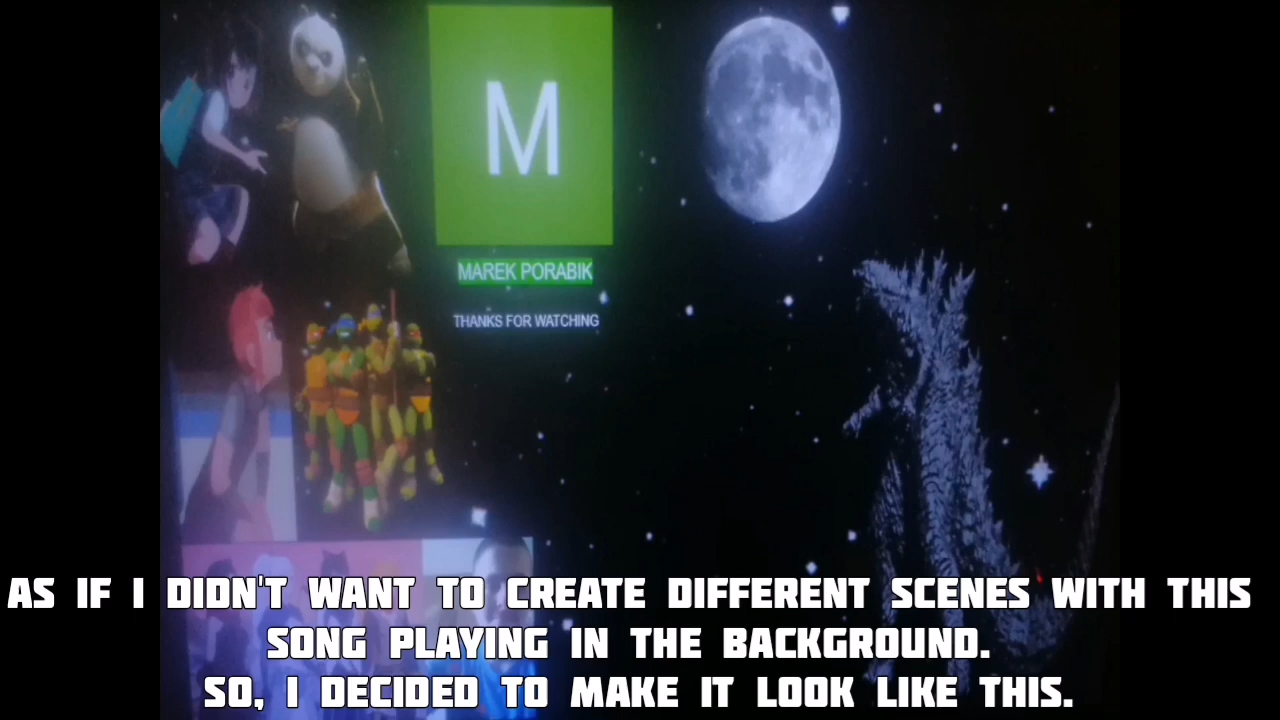 M
MAREK PORABIK
THANKS FOR WATCHING
AS IF I DIDN'T WANT TO CREATE DIFFERENT SCENES WITH THIS
SONG PLAYING IN THE BACKGROUND.
SO, I DECIDED TO MAKE IT LOOK LIKE THIS.